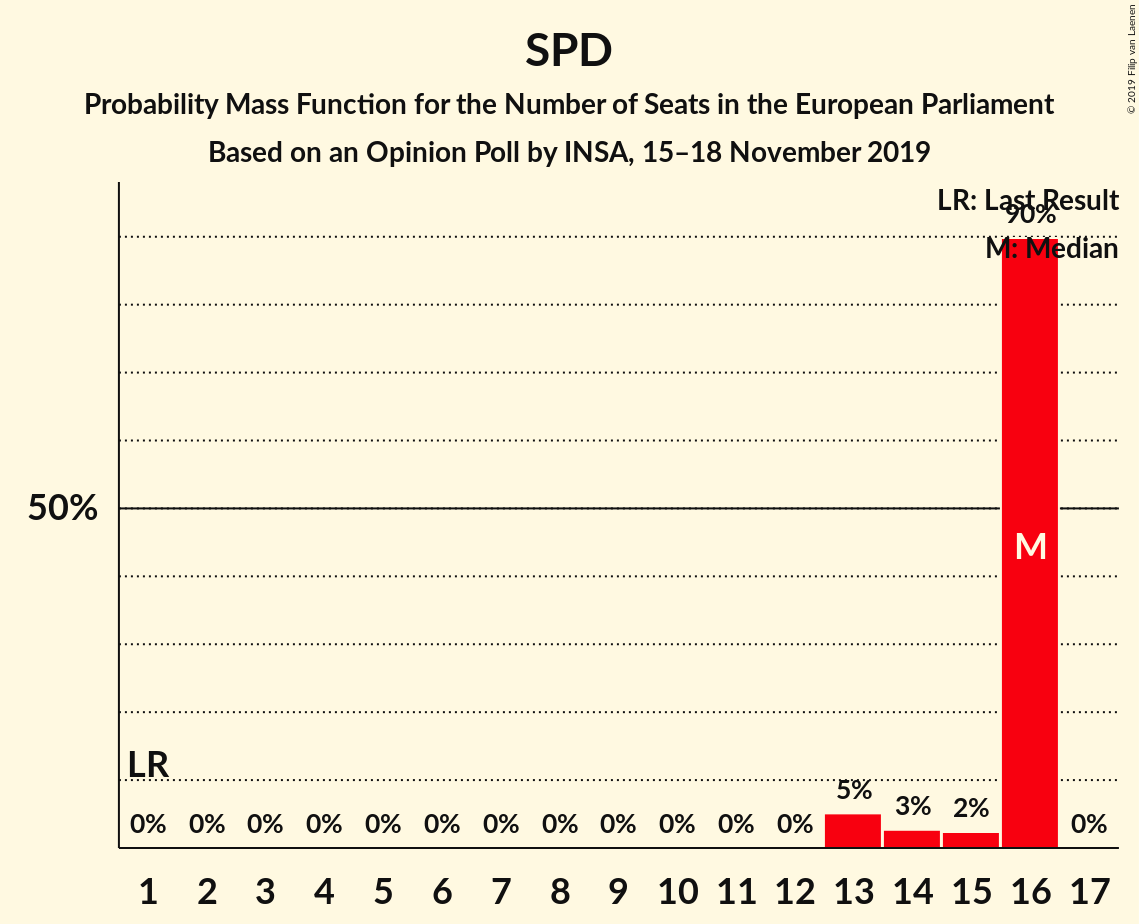 SPD
Probability Mass Function for the Number of Seats in the European Parliament
Based on an Opinion Poll by INSA, 15–18 November 2019
© 2019 Filip van Laenen
LR: Last Result
90%
M: Median
50%
M
LR
5%
3%
2%
0% 0% 0% 0% 0% 0% 0% 0% 0% 0% 0% 0% 0%
1 2 3 4 5 6 7 8 9 10 11 12 13 14 15 16 17